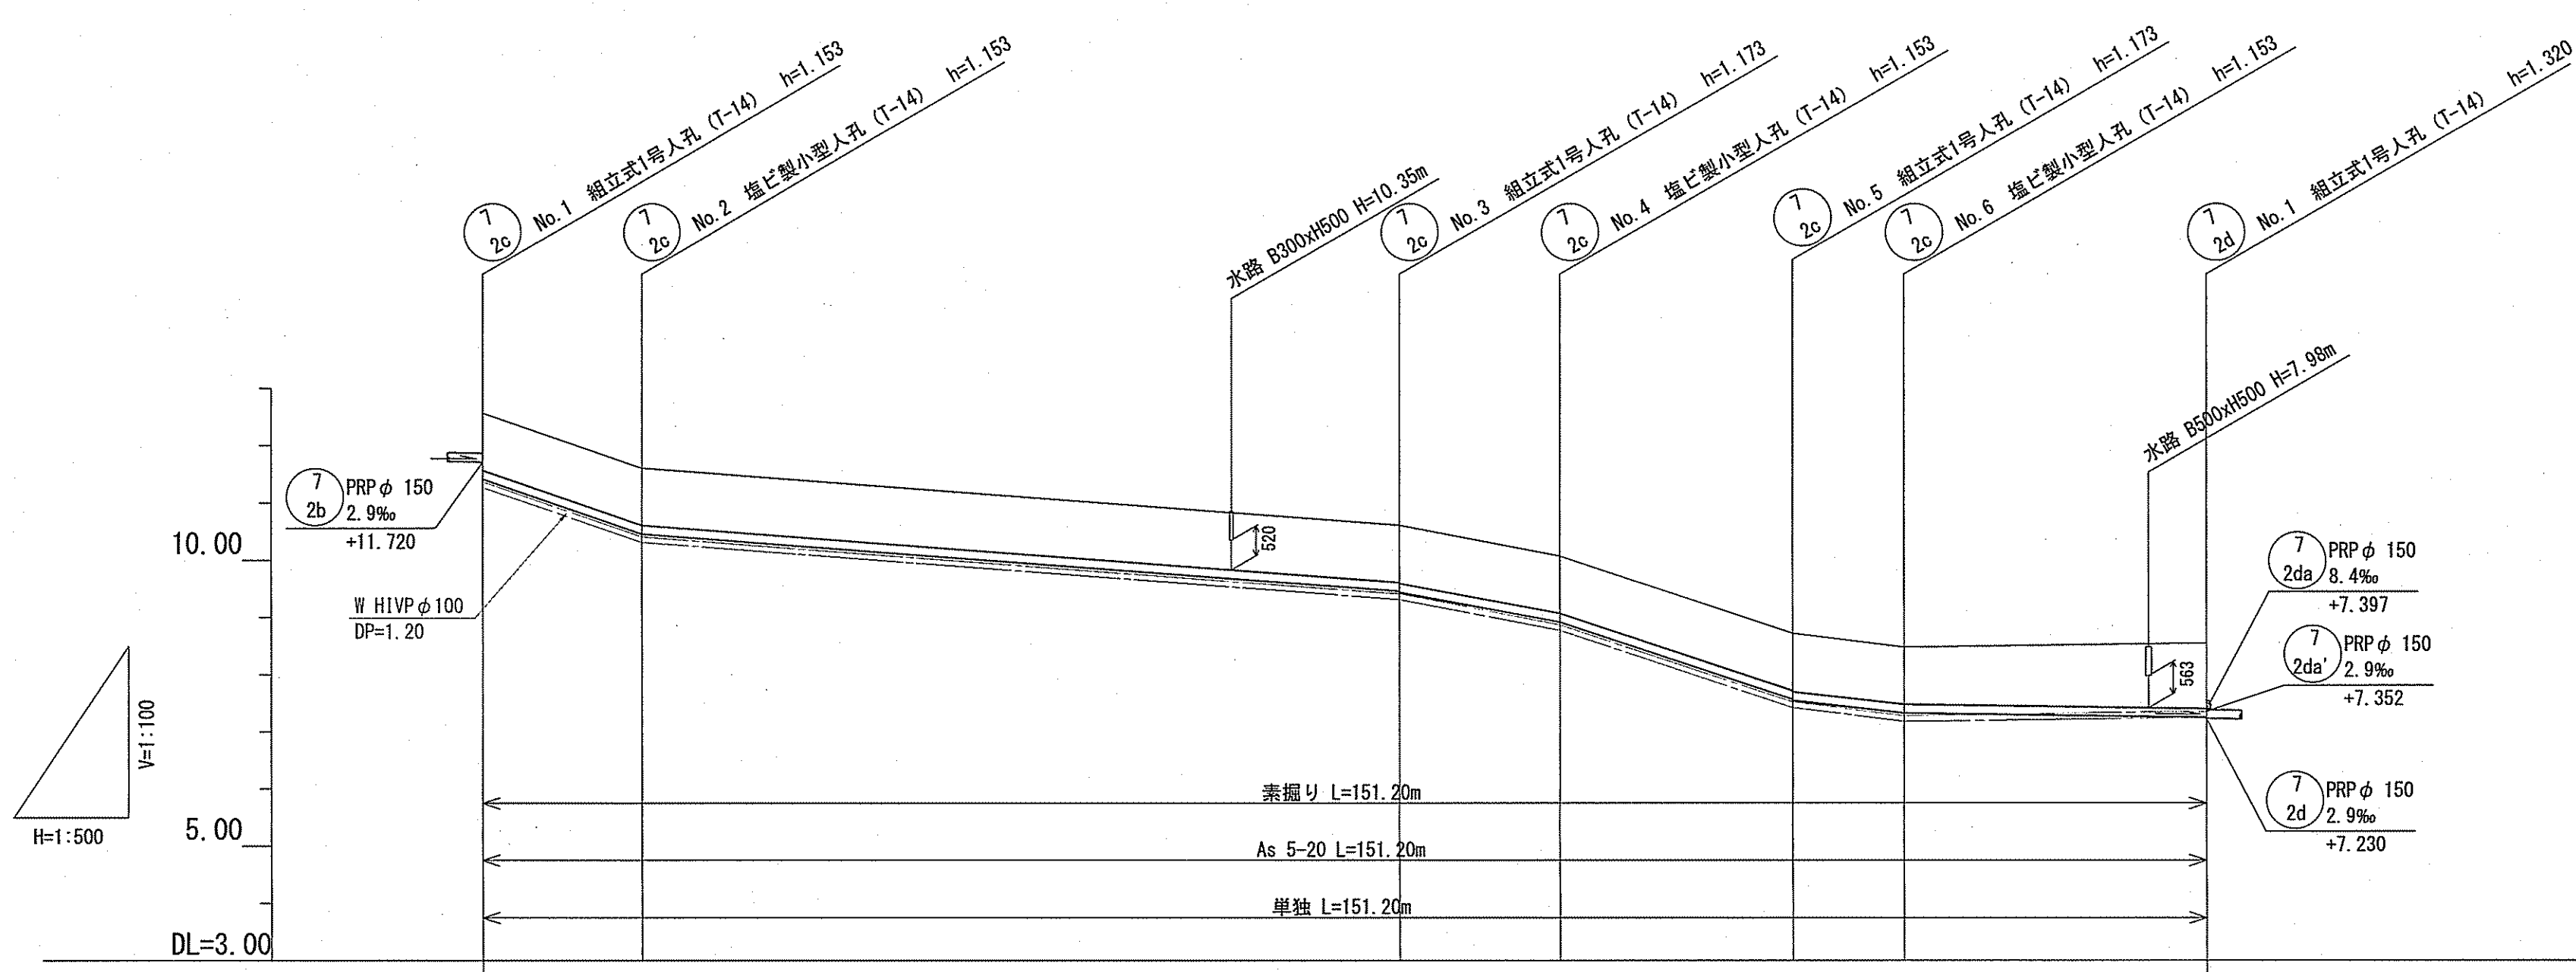 7
2c
No.1 組立式1号人孔 (T-14) h=1.153
7
2c
No.2 塩ビ製小型人孔 (T-14) h=1.153
水路 B300xH500 H=10.35m
7
2c
No.3 組立式1号人孔 (T-14) h=1.173
7
2c
No.4 塩ビ製小型人孔 (T-14) h=1.153
7
2c
No.5 組立式1号人孔 (T-14) h=1.173
7
2c
No.6 塩ビ製小型人孔 (T-14) h=1.153
7
2d
No.1 組立式1号人孔 (T-14) h=1.320
水路 B500xH500 H=7.98m
7
2b
PRPφ 150
2.9‰
+11.720
10.00
520
W HIVPφ100
DP=1.20
7
2da
PRPφ 150
8.4‰
+7.397
7
2da'
PRPφ 150
2.9‰
+7.352
563
V=1:100
H=1:500
素掘り L=151.20m
7
2d
PRPφ 150
2.9‰
+7.230
5.00
As 5-20 L=151.20m
単独 L=151.20m
DL=3.00